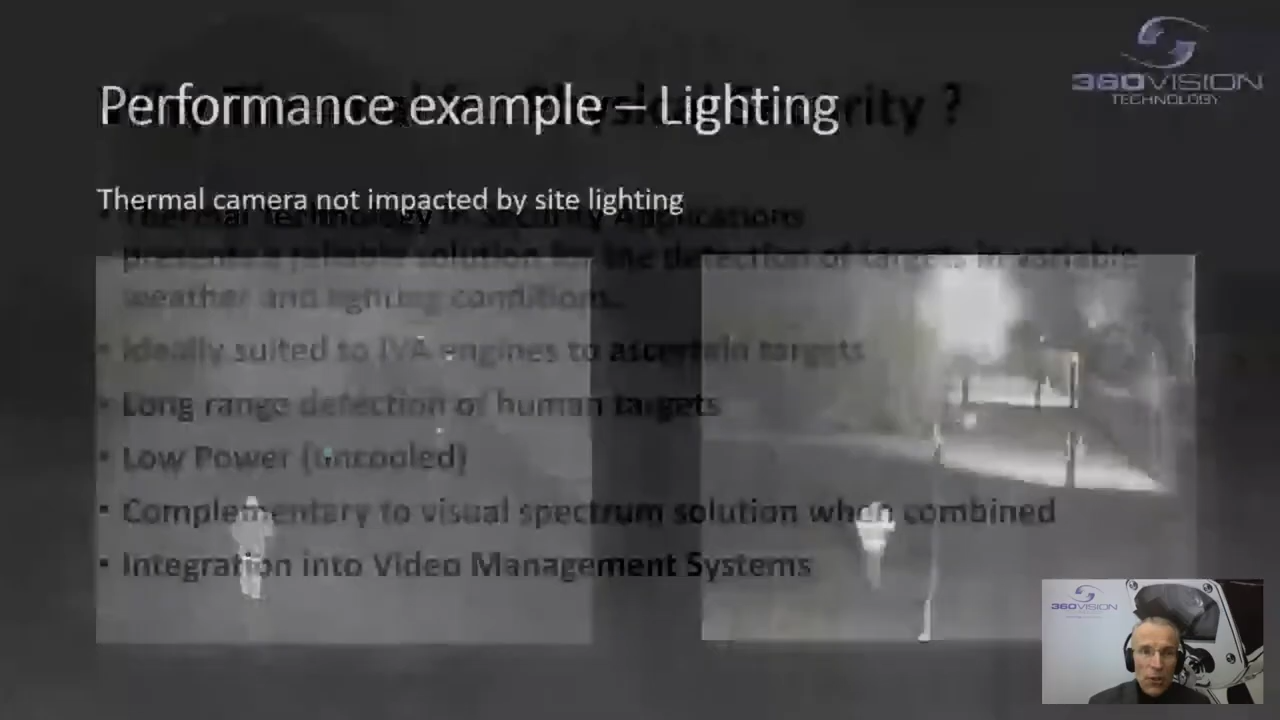 360VISION
TECHNOLOGY
Performance example – Lighting
Physical Security ?
Thermal camera not impacted by site lighting
• Thermal technology in Security Applications
presents a reliable solution for the detection of targets in variable
weather and lighting conditions.
• Ideally suited to IVA engines to ascertain targets
• Long range detection of human targets
• Low Power (uncooled)
• Complementary to visual spectrum solution when combined
• Integration into Video Management Systems
360VISION